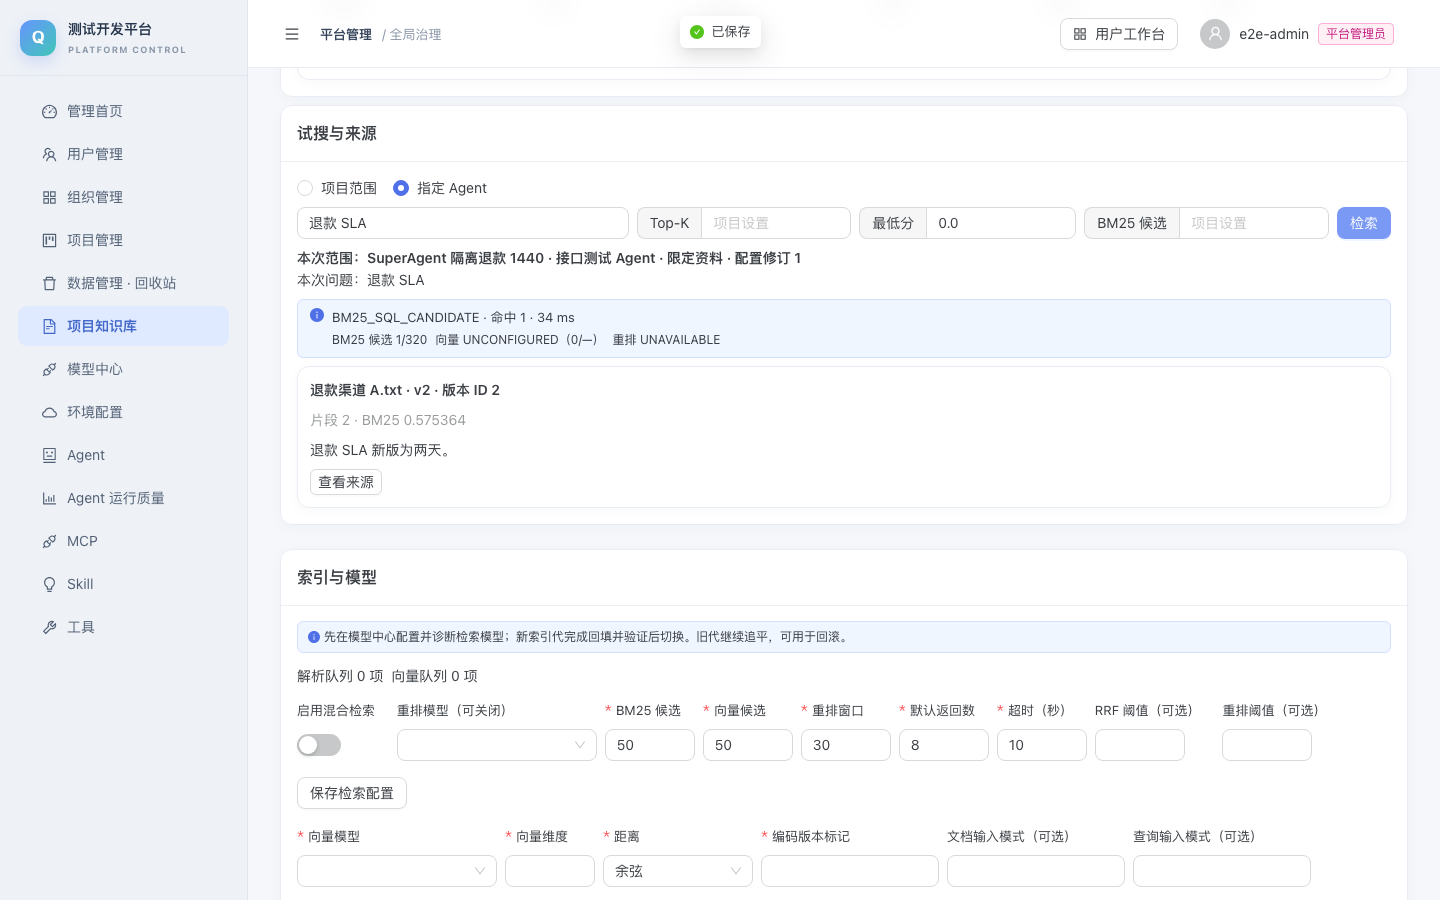 Q
测试开发平台
PLATFORM CONTROL
管理首页
用户管理
组织管理
项目管理
数据管理 · 回收站
项目知识库
模型中心
环境配置
Agent
Agent 运行质量
MCP
Skill
工具
平台管理 / 全局治理
已保存
用户工作台
e2e-admin
平台管理员
试搜与来源
项目范围
指定 Agent
退款 SLA
Top-K 项目设置
最低分 0.0
BM25 候选 项目设置
检索
本次范围：SuperAgent 隔离退款 1440 · 接口测试 Agent · 限定资料 · 配置修订 1
本次问题：退款 SLA
BM25_SQL_CANDIDATE · 命中 1 · 34 ms
BM25 候选 1/320 向量 UNCONFIGURED（0/—） 重排 UNAVAILABLE
退款渠道 A.txt · v2 · 版本 ID 2
片段 2 · BM25 0.575364
退款 SLA 新版为两天。
查看来源
索引与模型
先在模型中心配置并诊断检索模型；新索引代完成回填并验证后切换。旧代继续追平，可用于回滚。
解析队列 0 项 向量队列 0 项
启用混合检索
重排模型（可关闭）
* BM25 候选
* 向量候选
* 重排窗口
* 默认返回数
* 超时（秒）
RRF 阈值（可选）
重排阈值（可选）
50
50
30
8
10
保存检索配置
* 向量模型
* 向量维度
* 距离
* 编码版本标记
文档输入模式（可选）
查询输入模式（可选）
余弦